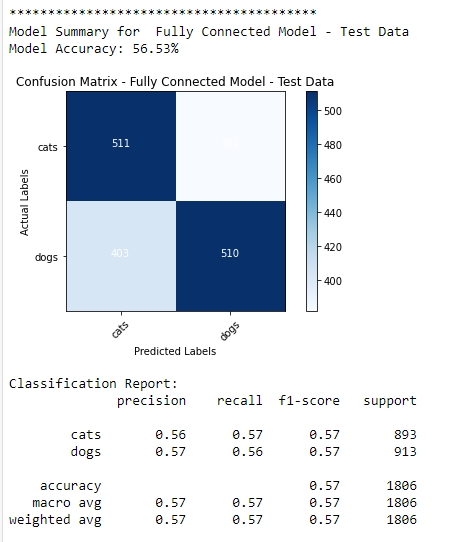 ****************************************
Model Summary for  Fully Connected Model - Test Data
Model Accuracy: 56.53%
Confusion Matrix - Fully Connected Model - Test Data
Actual Labels
cats 511
dogs 403 510
cats dogs
Predicted Labels
500
480
460
440
420
400
Classification Report:
precision recall f1-score support
cats 0.56 0.57 0.57 893
dogs 0.57 0.56 0.57 913
accuracy 0.57 1806
macro avg 0.57 0.57 0.57 1806
weighted avg 0.57 0.57 0.57 1806